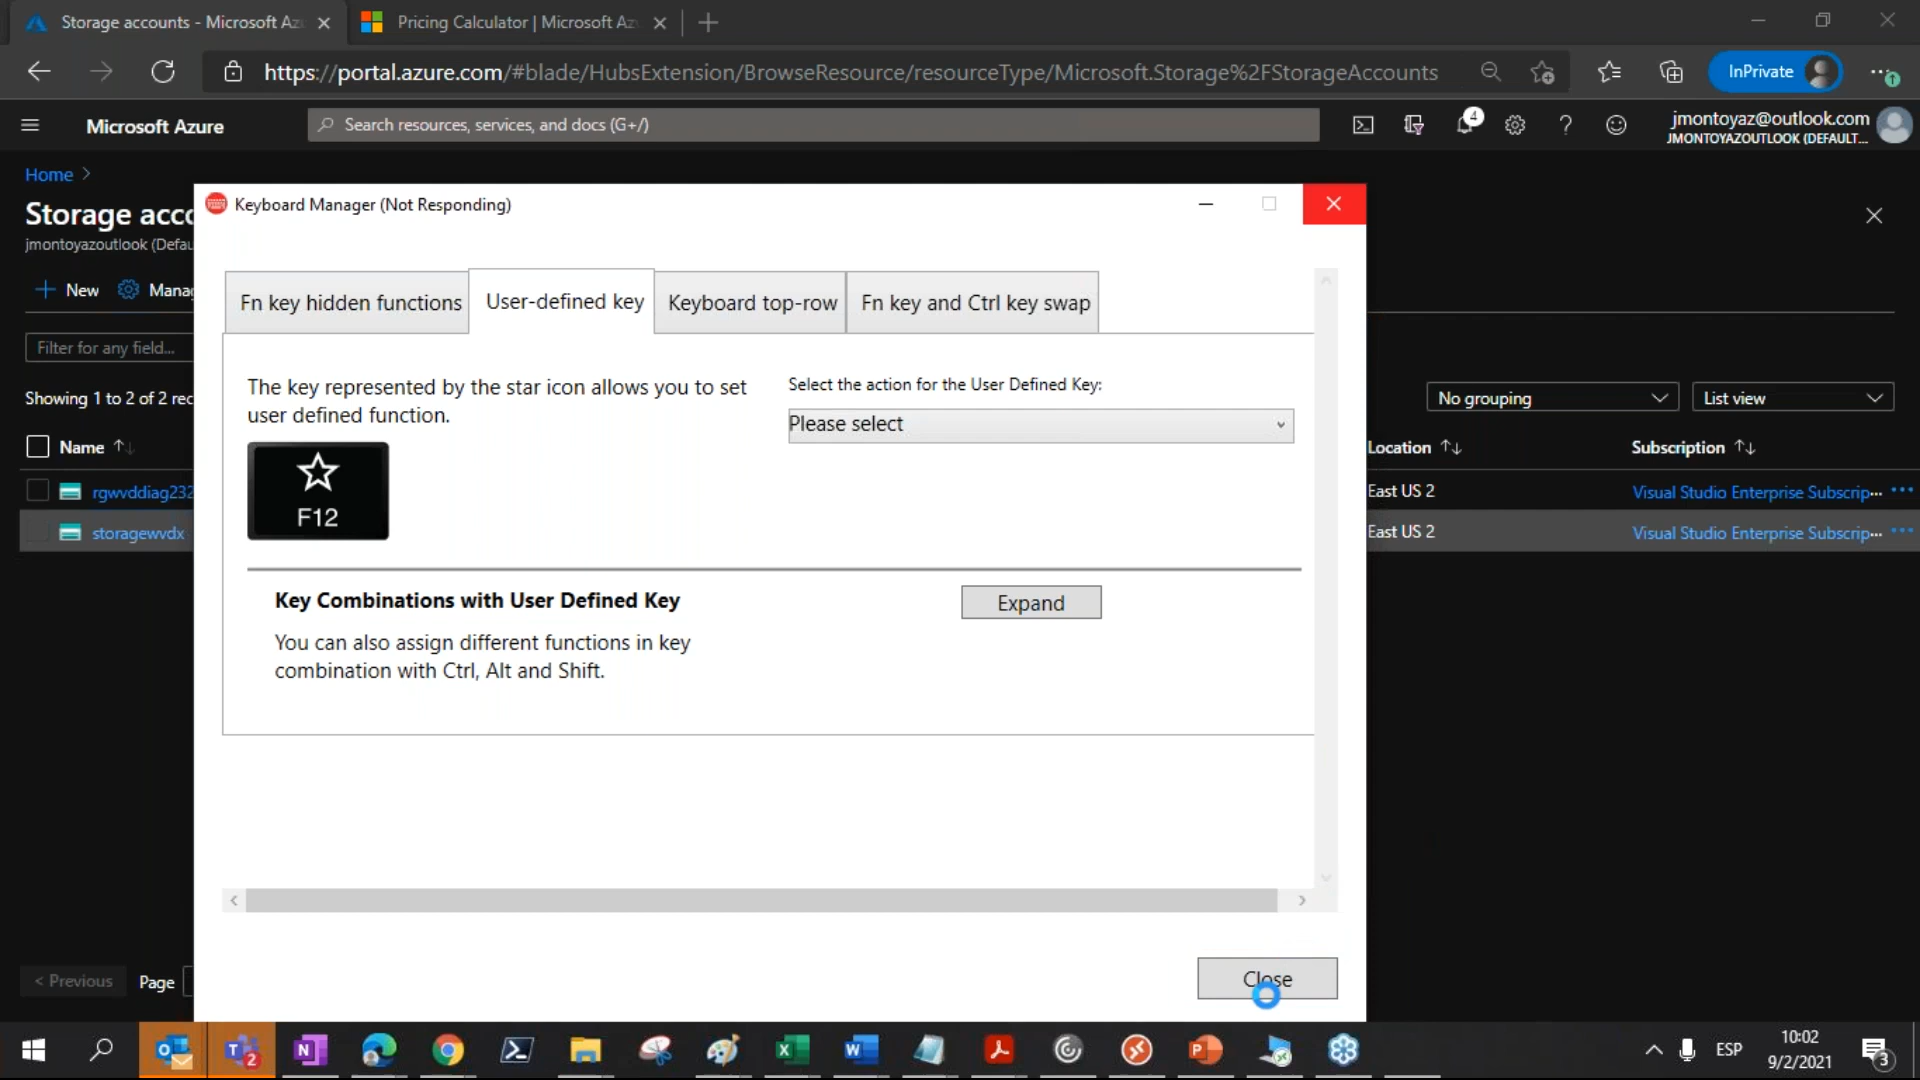 Storage accounts - Microsoft Az
Pricing Calculator | Microsoft Az
https://portal.azure.com/#blade/HubsExtension/BrowseResource/resourceType/Microsoft.Storage%2FStorageAccounts
InPrivate
Microsoft Azure
Search resources, services, and docs (G+/)
4
jmontoyaz@outlook.com
JMONTOYAZOUTLOOK (DEFAULT...
Home >
Storage acc
jmontoyazoutlook (Defau
New
Mana
Filter for any field...
Showing 1 to 2 of 2 rec
No grouping
List view
Name
Location
Subscription
rgwvddiag232
East US 2
Visual Studio Enterprise Subscrip...
storagewvdx
East US 2
Visual Studio Enterprise Subscrip...
< Previous
Page
Keyboard Manager (Not Responding)
Fn key hidden functions
User-defined key
Keyboard top-row
Fn key and Ctrl key swap
The key represented by the star icon allows you to set
user defined function.
Select the action for the User Defined Key:
Please select
F12
Key Combinations with User Defined Key
Expand
You can also assign different functions in key
combination with Ctrl, Alt and Shift.
Close
2
ESP
10:02
9/2/2021
3